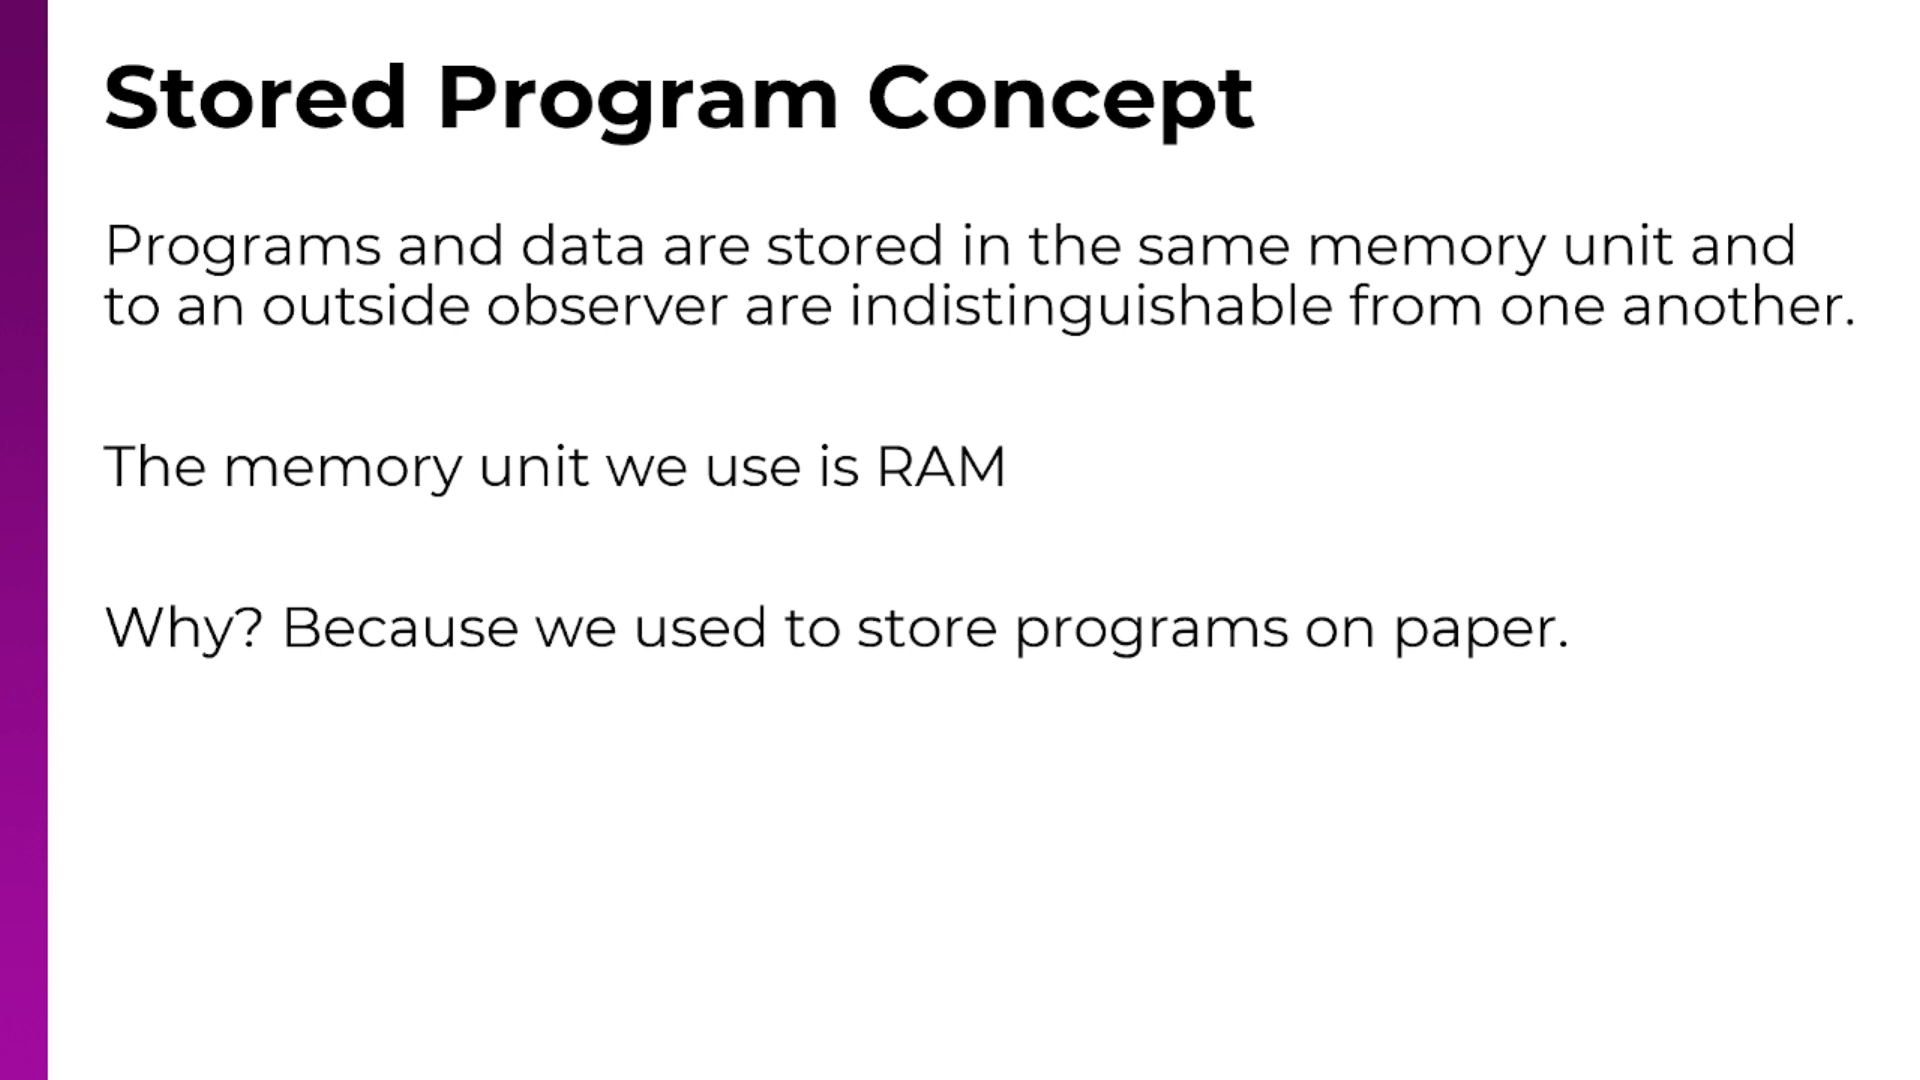 Stored Program Concept
Programs and data are stored in the same memory unit and
to an outside observer are indistinguishable from one another.
The memory unit we use is RAM
Why? Because we used to store programs on paper.